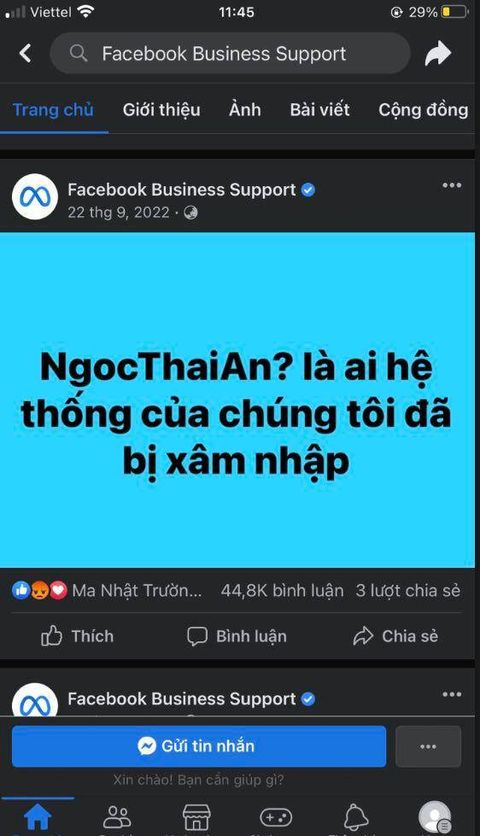 Viettel 11:45 29%
Facebook Business Support
Trang chủ Giới thiệu Ảnh Bài viết Cộng đồng
Facebook Business Support
22 thg 9, 2022 ·
NgocThaiAn? là ai hệ
thống của chúng tôi đã
bị xâm nhập
Ma Nhật Trườn... 44,8K bình luận 3 lượt chia sẻ
Thích Bình luận Chia sẻ
Facebook Business Support
Gửi tin nhắn
Xin chào! Bạn cần giúp gì?